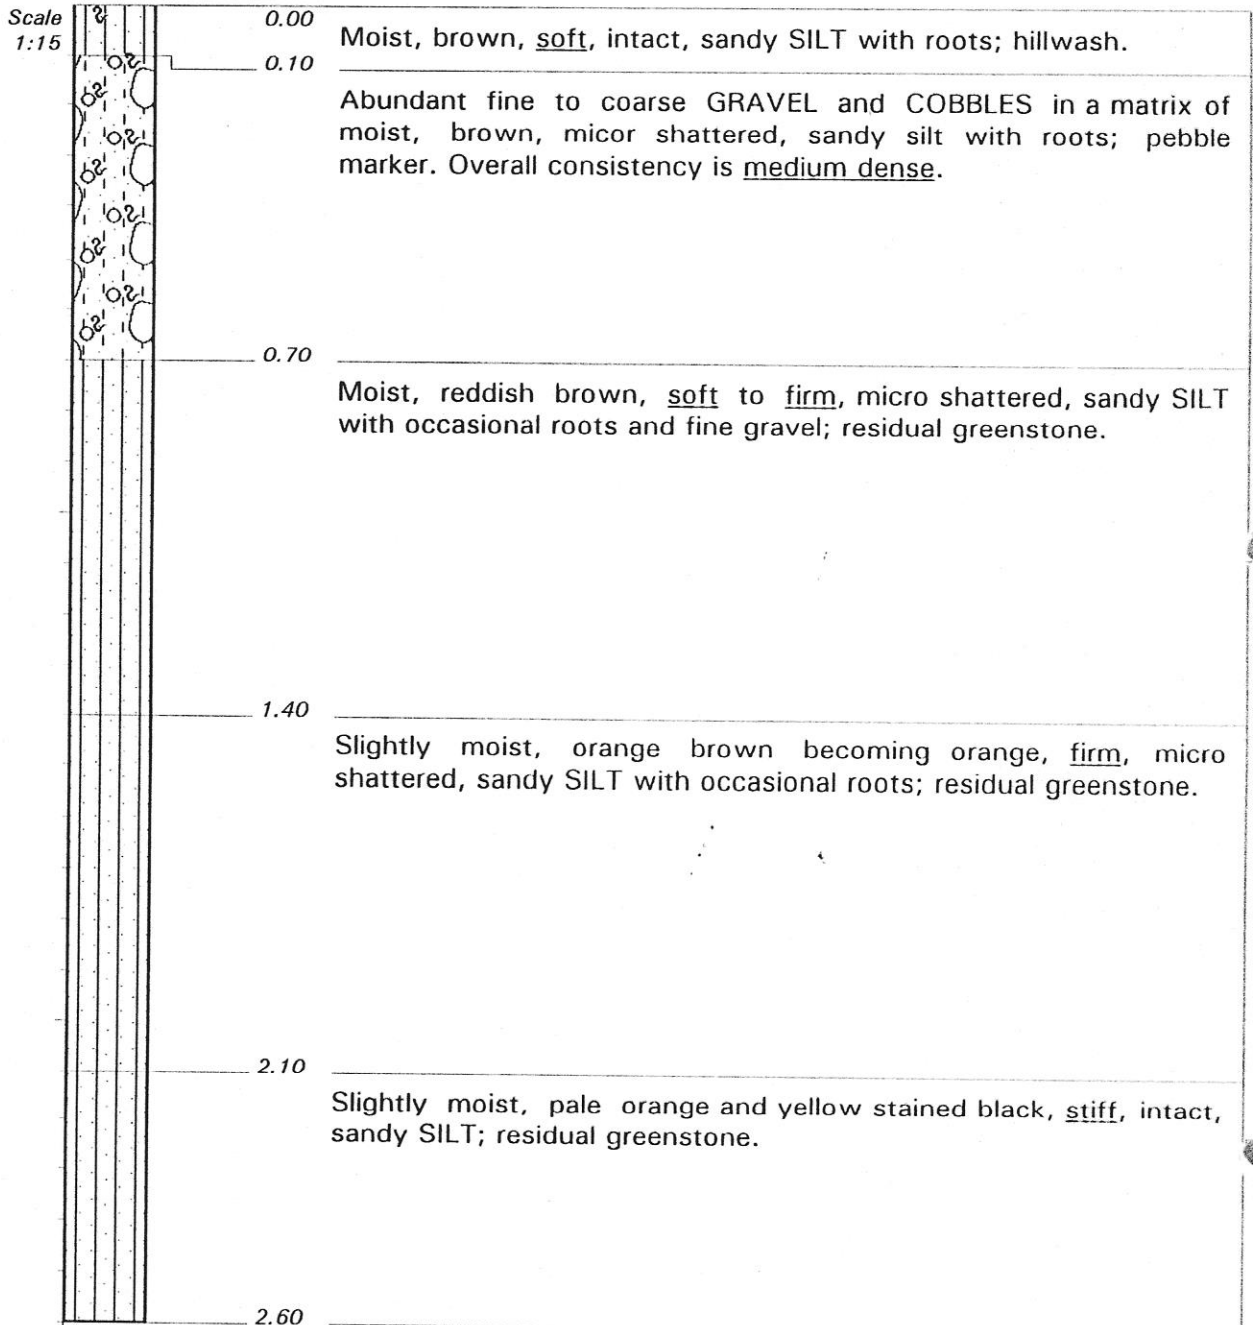 Scale
1:15
0.00
Moist, brown, soft, intact, sandy SILT with roots; hillwash.
0.10
Abundant fine to coarse GRAVEL and COBBLES in a matrix of
moist, brown, micor shattered, sandy silt with roots; pebble
marker. Overall consistency is medium dense.
0.70
Moist, reddish brown, soft to firm, micro shattered, sandy SILT
with occasional roots and fine gravel; residual greenstone.
1.40
Slightly moist, orange brown becoming orange, firm, micro
shattered, sandy SILT with occasional roots; residual greenstone.
2.10
Slightly moist, pale orange and yellow stained black, stiff, intact,
sandy SILT; residual greenstone.
2.60